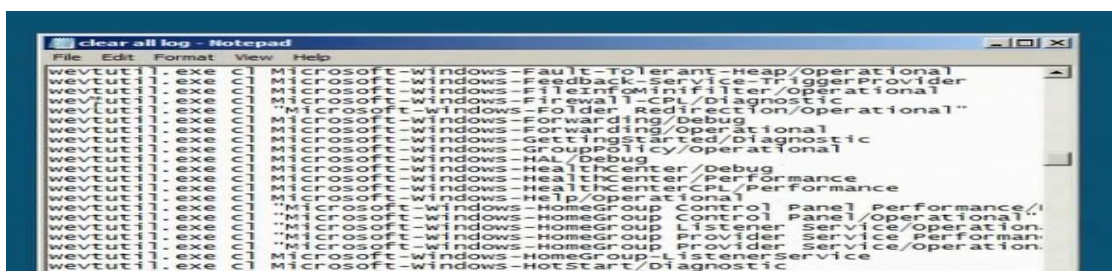 clear all log - Notepad
File Edit Format View Help
wevtutil.exe cl Microsoft-Windows-Fault-Tolerant-Heap/Operational
wevtutil.exe cl Microsoft-Windows-Feedback-Service-TriggerProvider
wevtutil.exe cl Microsoft-Windows-FileInfoMinifilter/Operational
wevtutil.exe cl Microsoft-Windows-Firewall-CPL/Diagnostic
wevtutil.exe cl "Microsoft-Windows-Folder Redirection/Operational"
wevtutil.exe cl Microsoft-Windows-Forwarding/Debug
wevtutil.exe cl Microsoft-Windows-Forwarding/Operational
wevtutil.exe cl Microsoft-Windows-GettingStarted/Diagnostic
wevtutil.exe cl Microsoft-Windows-GroupPolicy/Operational
wevtutil.exe cl Microsoft-Windows-HAL/Debug
wevtutil.exe cl Microsoft-Windows-HealthCenter/Debug
wevtutil.exe cl Microsoft-Windows-HealthCenter/Performance
wevtutil.exe cl Microsoft-Windows-HealthCenterCPL/Performance
wevtutil.exe cl Microsoft-Windows-Help/Operational
wevtutil.exe cl "Microsoft-Windows-HomeGroup Control Panel Performance/
wevtutil.exe cl "Microsoft-Windows-HomeGroup Control Panel/Operational"
wevtutil.exe cl "Microsoft-Windows-HomeGroup Listener Service/Operation
wevtutil.exe cl "Microsoft-Windows-HomeGroup Provider Service/Performan
wevtutil.exe cl "Microsoft-Windows-HomeGroup Provider Service/Operation
wevtutil.exe cl Microsoft-Windows-HomeGroup-ListenerService
wevtutil.exe cl Microsoft-Windows-HotStart/Diagnostic